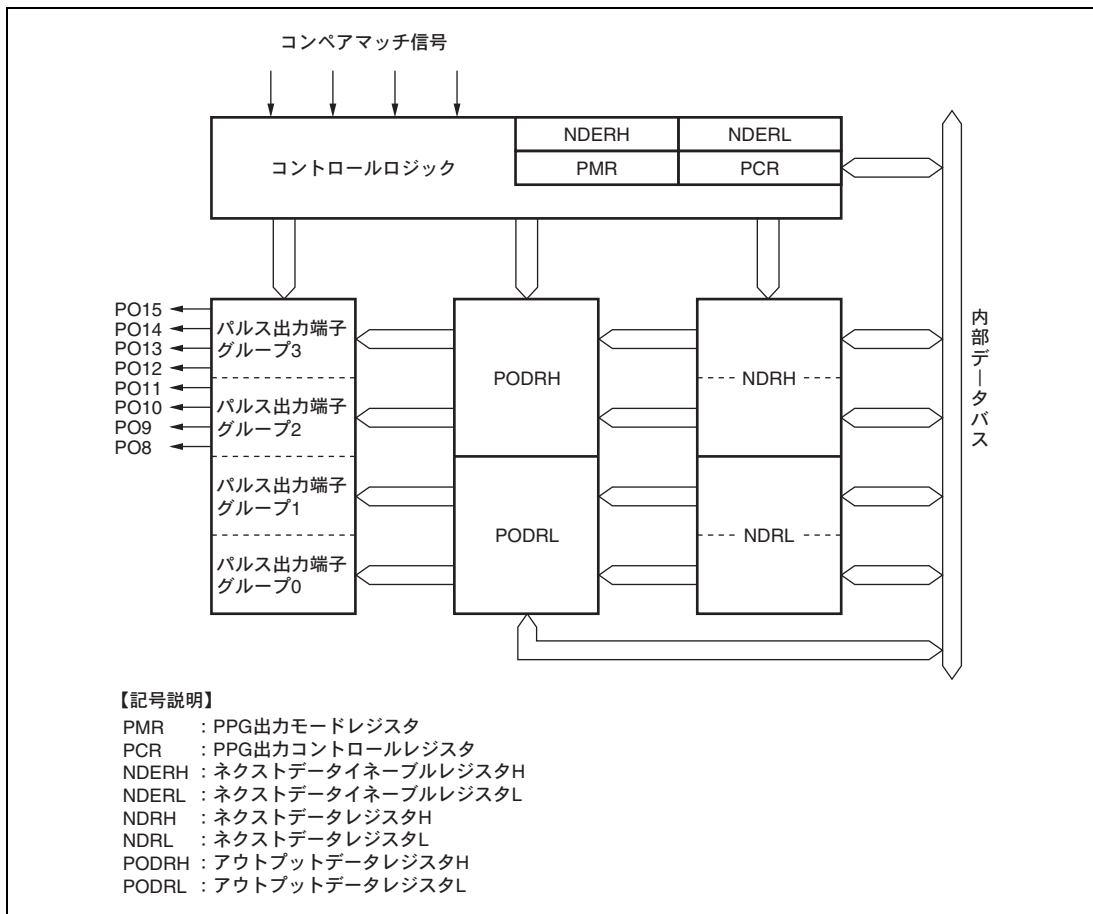 コンペアマッチ信号
NDERH
NDERL
コントロールロジック
PMR
PCR
PO15
PO14
PO13
PO12
PO11
PO10
PO9
PO8
パルス出力端子
グループ3
パルス出力端子
グループ2
パルス出力端子
グループ1
パルス出力端子
グループ0
PODRH
PODRL
NDRH
NDRL
内部データバス
【記号説明】
PMR : PPG出力モードレジスタ
PCR : PPG出力コントロールレジスタ
NDERH : ネクストデータイネーブルレジスタH
NDERL : ネクストデータイネーブルレジスタL
NDRH : ネクストデータレジスタH
NDRL : ネクストデータレジスタL
PODRH : アウトプットデータレジスタH
PODRL : アウトプットデータレジスタL